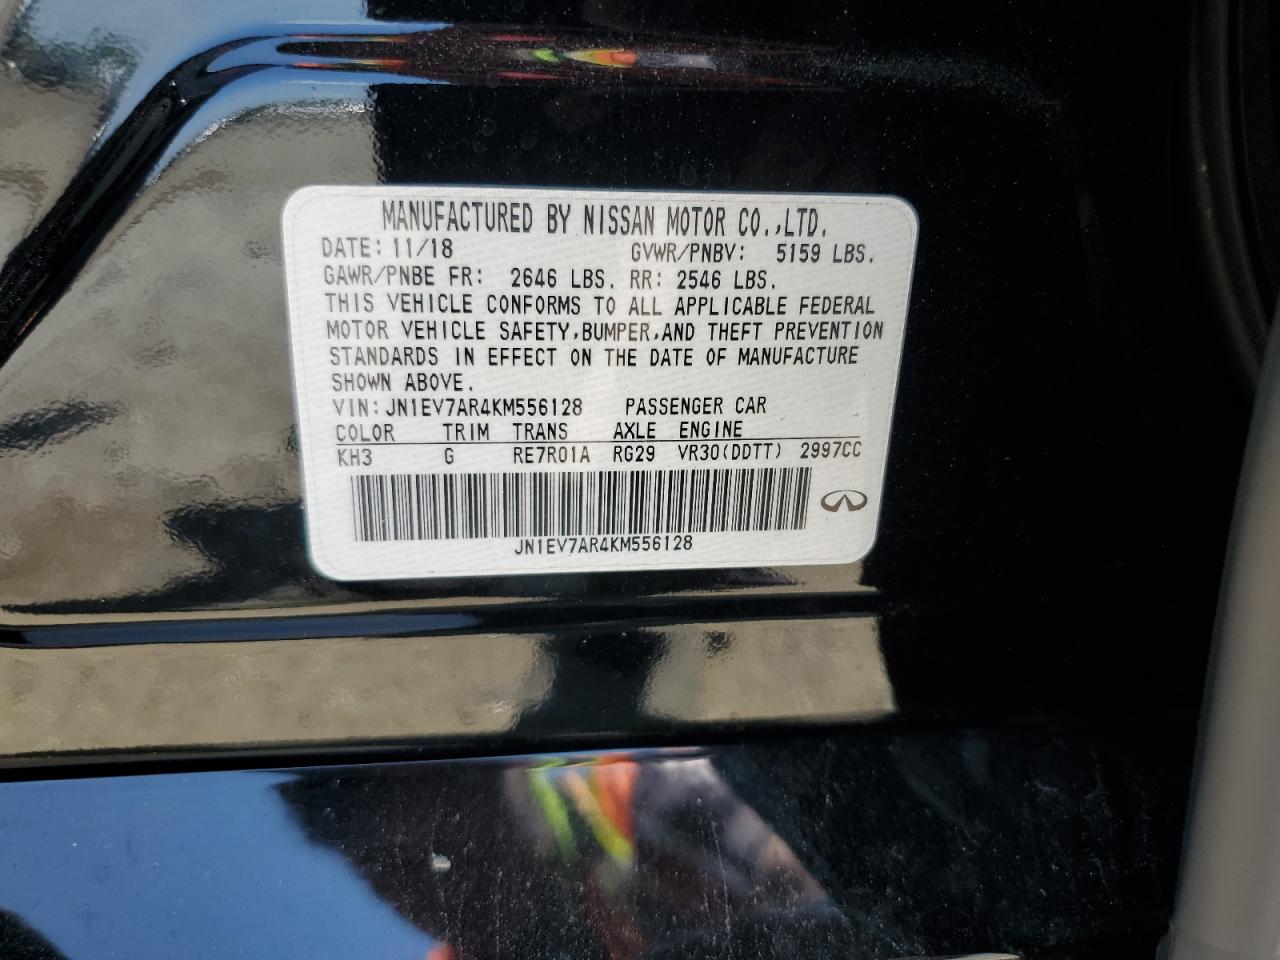 MANUFACTURED BY NISSAN MOTOR CO.,LTD.
DATE: 11/18 GVWR/PNBV: 5159 LBS.
GAWR/PNBE FR: 2646 LBS. RR: 2546 LBS.
THIS VEHICLE CONFORMS TO ALL APPLICABLE FEDERAL
MOTOR VEHICLE SAFETY,BUMPER,AND THEFT PREVENTION
STANDARDS IN EFFECT ON THE DATE OF MANUFACTURE
SHOWN ABOVE.
VIN:JN1EV7AR4KM556128 PASSENGER CAR
COLOR TRIM TRANS AXLE ENGINE
KH3 G RE7R01A RG29 VR30(DDTT) 2997CC
JN1EV7AR4KM556128